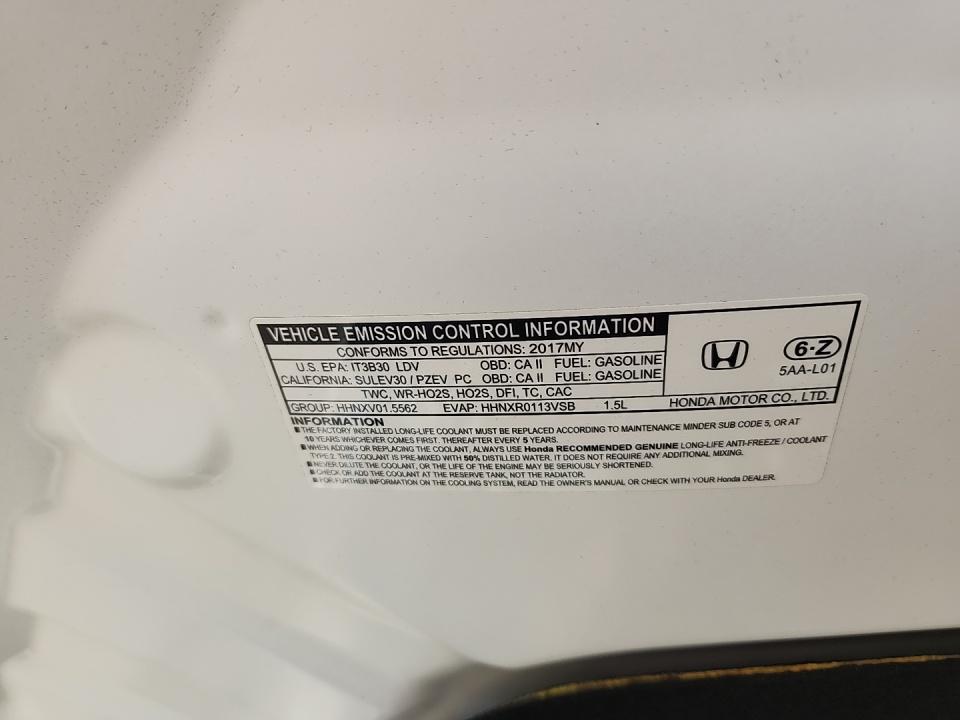 VEHICLE EMISSION CONTROL INFORMATION
CONFORMS TO REGULATIONS: 2017MY
U.S. EPA: IT3B30 LDV OBD: CA II FUEL: GASOLINE
CALIFORNIA: SULEV30 / PZEV PC OBD: CA II FUEL: GASOLINE
TWC, WR-HO2S, HO2S, DFI, TC, CAC
GROUP: HHNXV01.5562 EVAP: HHNXR0113VSB 1.5L
6-Z
5AA-L01
HONDA MOTOR CO., LTD.
INFORMATION
■ THE FACTORY INSTALLED LONG-LIFE COOLANT MUST BE REPLACED ACCORDING TO MAINTENANCE MINDER SUB CODE 5, OR AT
10 YEARS WHICHEVER COMES FIRST. THEREAFTER EVERY 5 YEARS.
■ WHEN ADDING OR REPLACING THE COOLANT, ALWAYS USE Honda RECOMMENDED GENUINE LONG-LIFE ANTI-FREEZE / COOLANT
TYPE 2. THIS COOLANT IS PRE-MIXED WITH 50% DISTILLED WATER. IT DOES NOT REQUIRE ANY ADDITIONAL MIXING.
■ NEVER DILUTE THE COOLANT, OR THE LIFE OF THE ENGINE MAY BE SERIOUSLY SHORTENED.
■ CHECK OR ADD THE COOLANT AT THE RESERVE TANK, NOT THE RADIATOR.
■ FOR FURTHER INFORMATION ON THE COOLING SYSTEM, READ THE OWNER'S MANUAL OR CHECK WITH YOUR Honda DEALER.